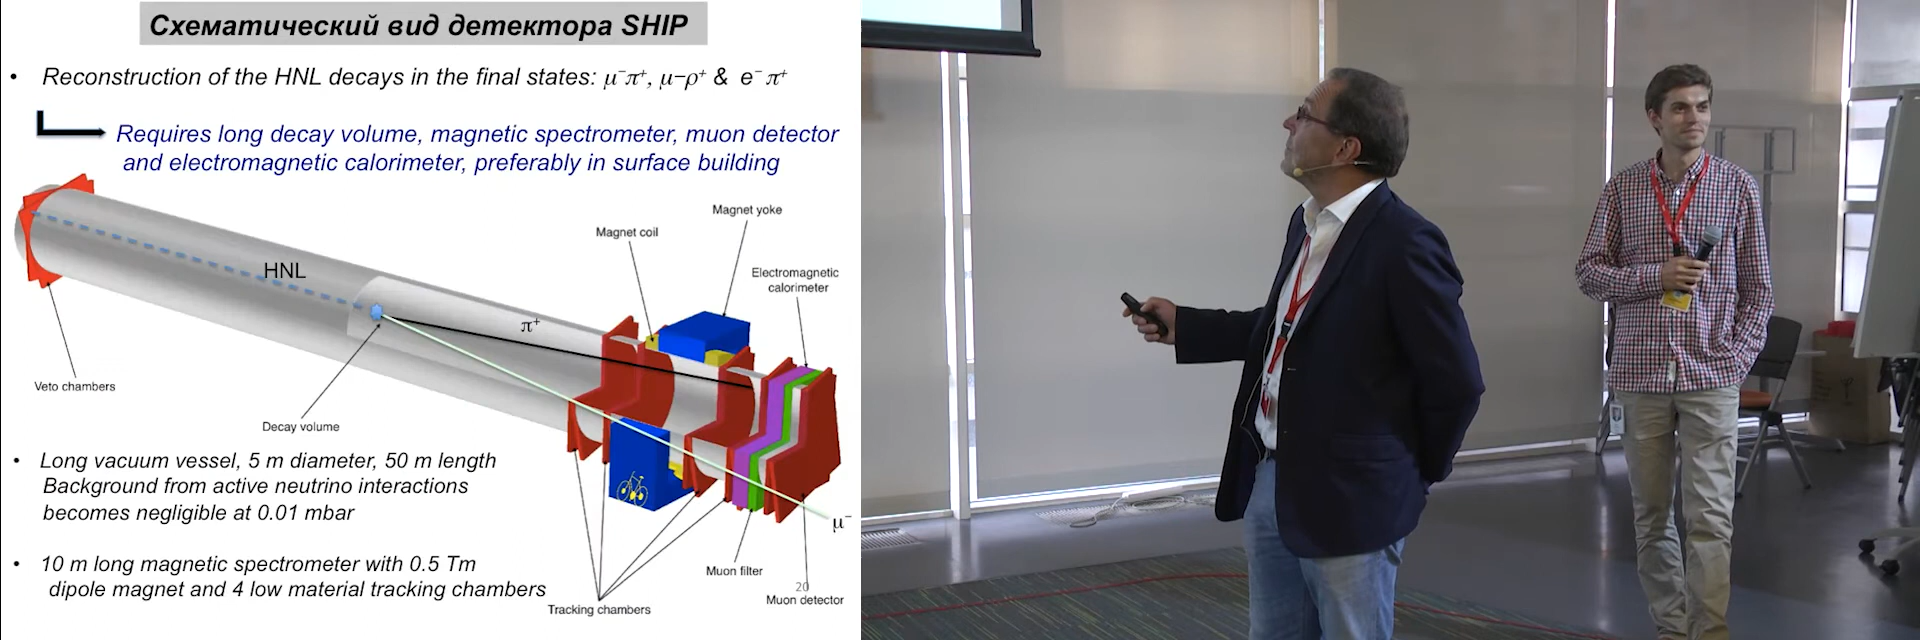 Схематический вид детектора SHIP
• Reconstruction of the HNL decays in the final states: μ⁻π⁺, μ−ρ⁺ & e⁻ π⁺
Requires long decay volume, magnetic spectrometer, muon detector
and electromagnetic calorimeter, preferably in surface building
Magnet yoke
Magnet coil
Electromagnetic
calorimeter
HNL
π⁺
Veto chambers
Decay volume
μ⁻
• Long vacuum vessel, 5 m diameter, 50 m length
Background from active neutrino interactions
becomes negligible at 0.01 mbar
• 10 m long magnetic spectrometer with 0.5 Tm
dipole magnet and 4 low material tracking chambers
Muon filter
20
Muon detector
Tracking chambers